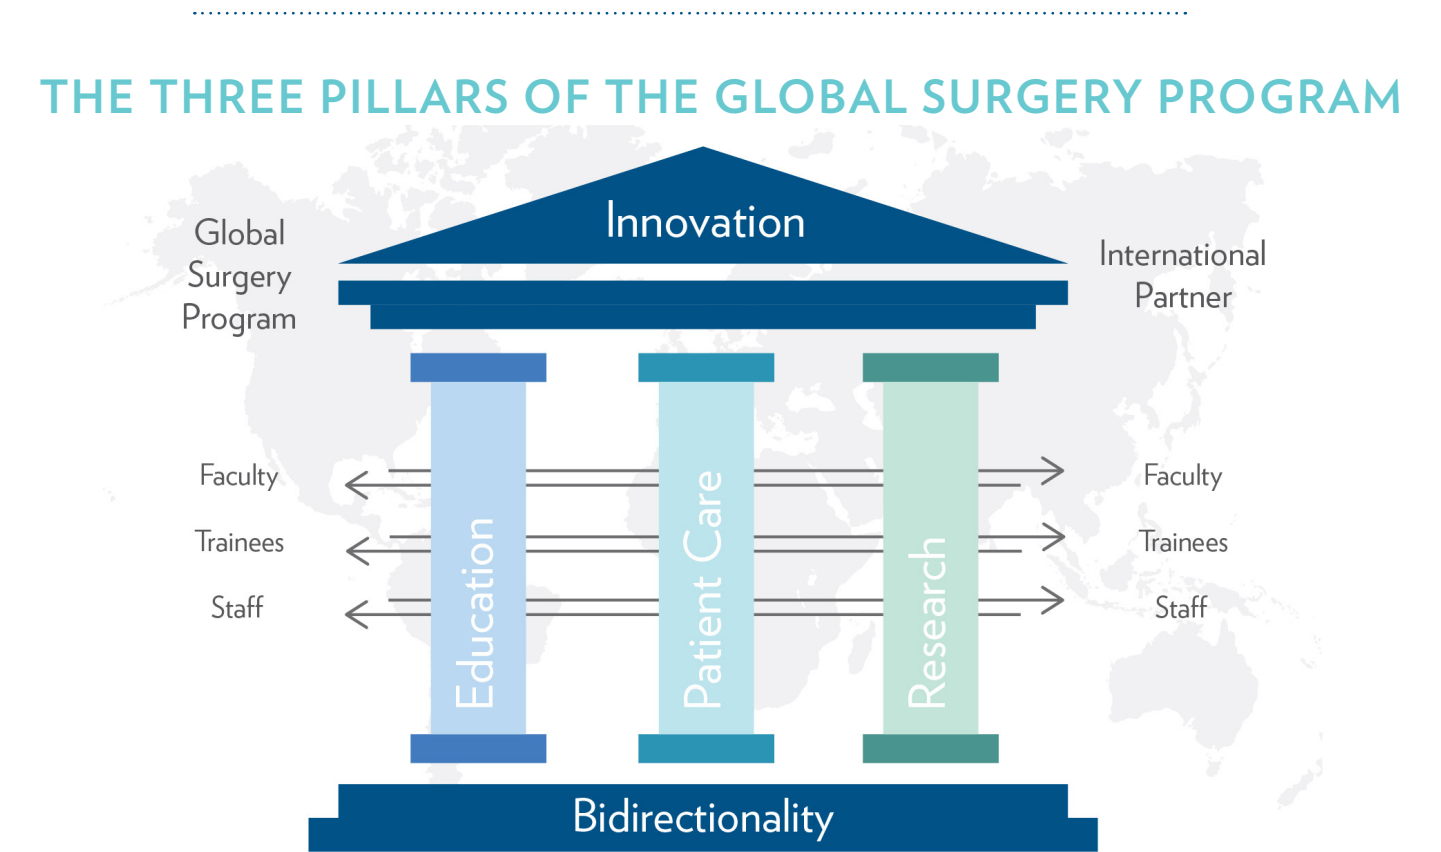 THE THREE PILLARS OF THE GLOBAL SURGERY PROGRAM
Innovation
Global
Surgery
Program
International
Partner
Faculty
Trainees
Staff
Education
Patient Care
Research
Faculty
Trainees
Staff
Bidirectionality